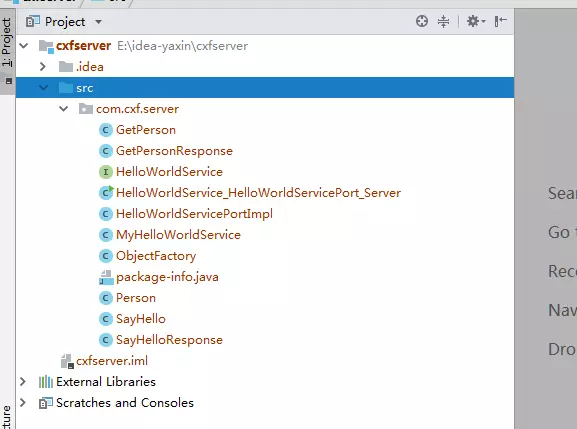 Project
1: Project
cxfserver E:\idea-yaxin\cxfserver
.idea
src
com.cxf.server
GetPerson
GetPersonResponse
HelloWorldService
HelloWorldService_HelloWorldServicePort_Server
HelloWorldServicePortImpl
MyHelloWorldService
ObjectFactory
package-info.java
Person
SayHello
SayHelloResponse
cxfserver.iml
External Libraries
Scratches and Consoles
Sear
Go t
Rece
Nav
Dro